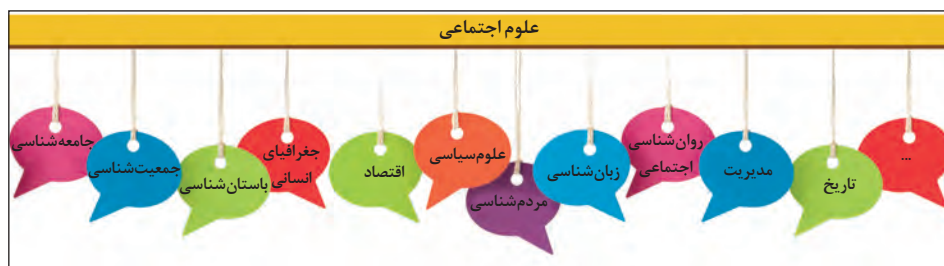 علوم اجتماعی
...
تاریخ
مدیریت
روان‌شناسی
اجتماعی
زبان‌شناسی
مردم‌شناسی
علوم‌سیاسی
اقتصاد
جغرافیای
انسانی
باستان‌شناسی
جمعیت‌شناسی
جامعه‌شناسی